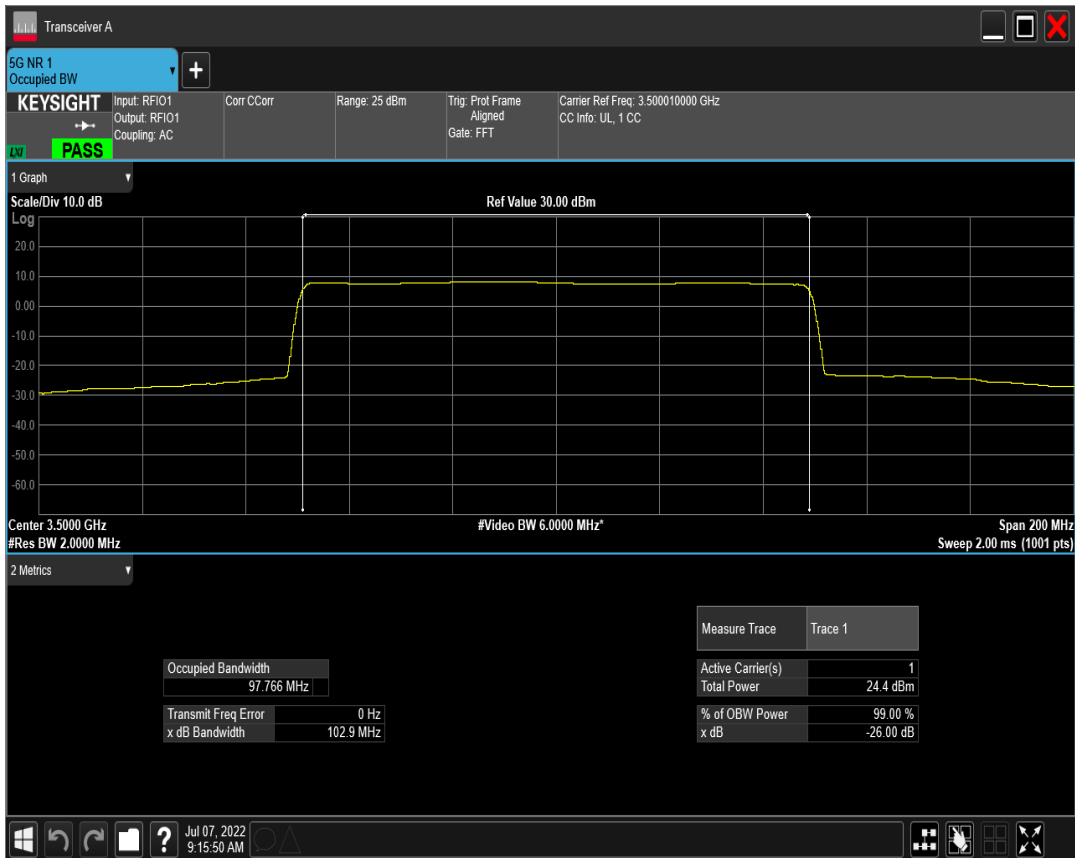 Transceiver A
5G NR 1
Occupied BW
+
KEYSIGHT
LXI
PASS
Input: RFIO1
Output: RFIO1
Coupling: AC
Corr CCorr
Range: 25 dBm
Trig: Prot Frame
Aligned
Gate: FFT
Carrier Ref Freq: 3.500010000 GHz
CC Info: UL, 1 CC
1 Graph
Scale/Div 10.0 dB
Ref Value 30.00 dBm
Log
20.0
10.0
0.00
-10.0
-20.0
-30.0
-40.0
-50.0
-60.0
Center 3.5000 GHz
#Video BW 6.0000 MHz*
Span 200 MHz
#Res BW 2.0000 MHz
Sweep 2.00 ms (1001 pts)
2 Metrics
Measure Trace Trace 1
Occupied Bandwidth
97.766 MHz
Active Carrier(s) 1
Total Power 24.4 dBm
Transmit Freq Error 0 Hz
x dB Bandwidth 102.9 MHz
% of OBW Power 99.00 %
x dB -26.00 dB
?
Jul 07, 2022
9:15:50 AM